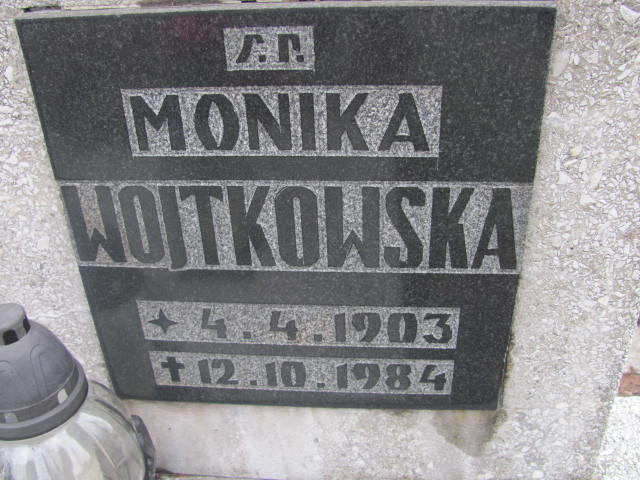 Ś.P.
MONIKA
WOJTKOWSKA
✦ 4.4.1903
✝ 12.10.1984